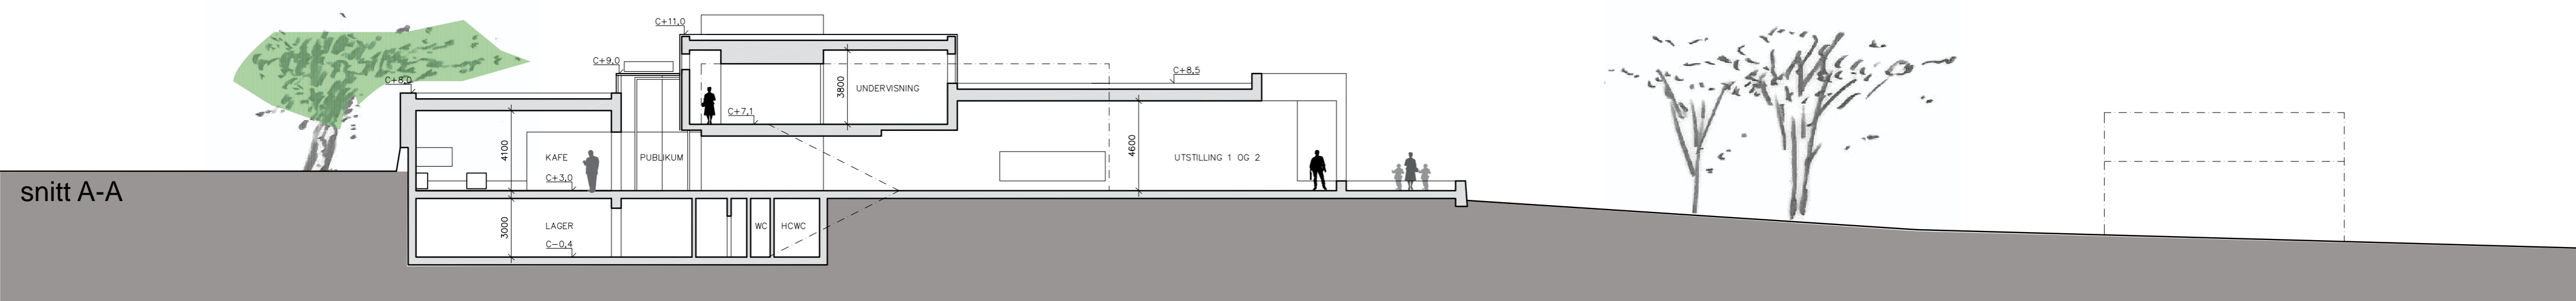 C+11,0
C+9,0
C+8,0
C+8,5
3800
UNDERVISNING
C+7,1
4100
KAFE
PUBLIKUM
4600
UTSTILLING 1 OG 2
C+3,0
snitt A-A
3000
LAGER
WC
HCWC
C-0,4